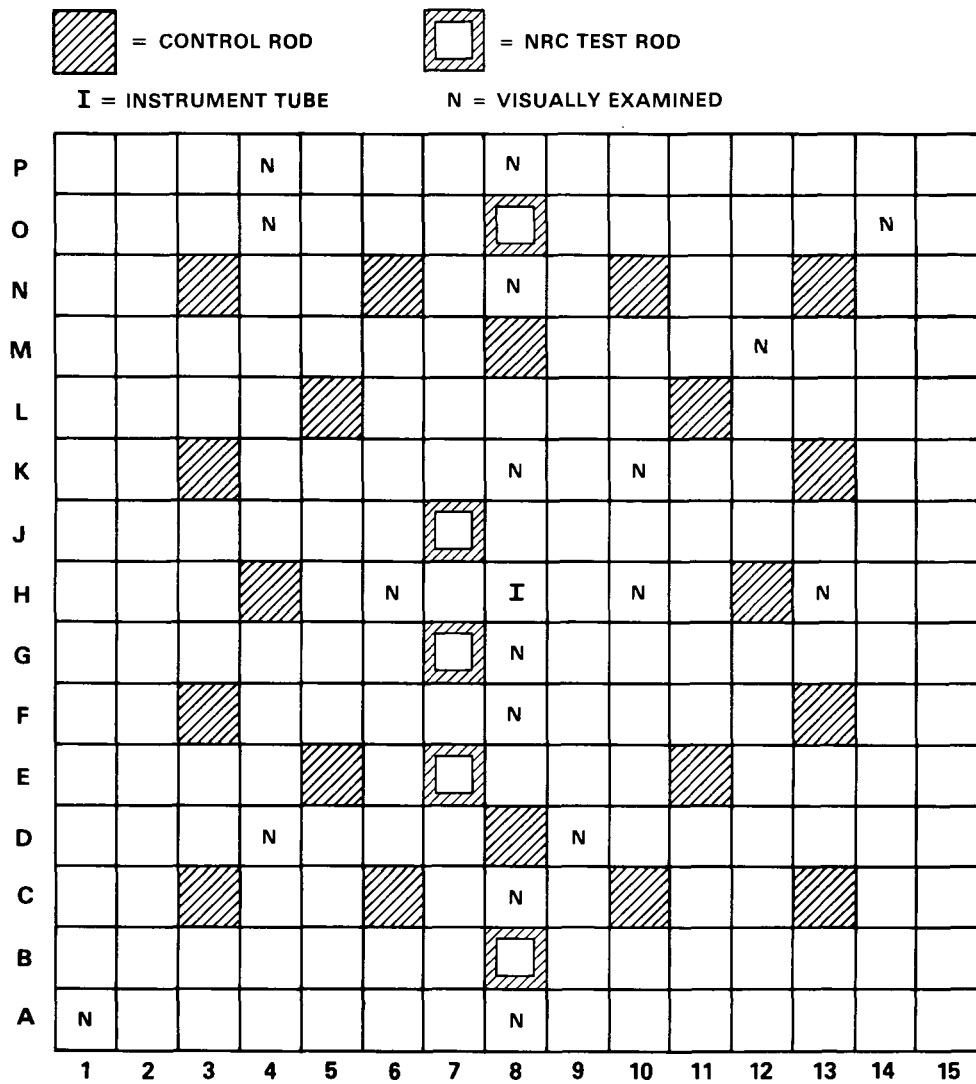 = CONTROL ROD = NRC TEST ROD
I = INSTRUMENT TUBE N = VISUALLY EXAMINED
P N N
O N N
N N
M N
L
K N N
J
H N I N N
G N
F N
E
D N N
C N
B
A N N
1 2 3 4 5 6 7 8 9 10 11 12 13 14 15